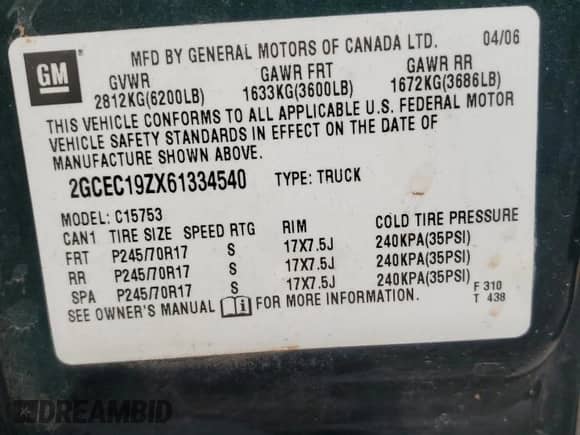 GM
MFD BY GENERAL MOTORS OF CANADA LTD. 04/06
GVWR GAWR FRT GAWR RR
2812KG(6200LB) 1633KG(3600LB) 1672KG(3686LB)
THIS VEHICLE CONFORMS TO ALL APPLICABLE U.S. FEDERAL MOTOR
VEHICLE SAFETY STANDARDS IN EFFECT ON THE DATE OF
MANUFACTURE SHOWN ABOVE.
2GCEC19ZX61334540 TYPE: TRUCK
MODEL: C15753
CAN1 TIRE SIZE SPEED RTG RIM COLD TIRE PRESSURE
FRT P245/70R17 S 17X7.5J 240KPA(35PSI)
RR P245/70R17 S 17X7.5J 240KPA(35PSI)
SPA P245/70R17 S 17X7.5J 240KPA(35PSI)
SEE OWNER'S MANUAL FOR MORE INFORMATION.
F 310
T 438
DREAMBID